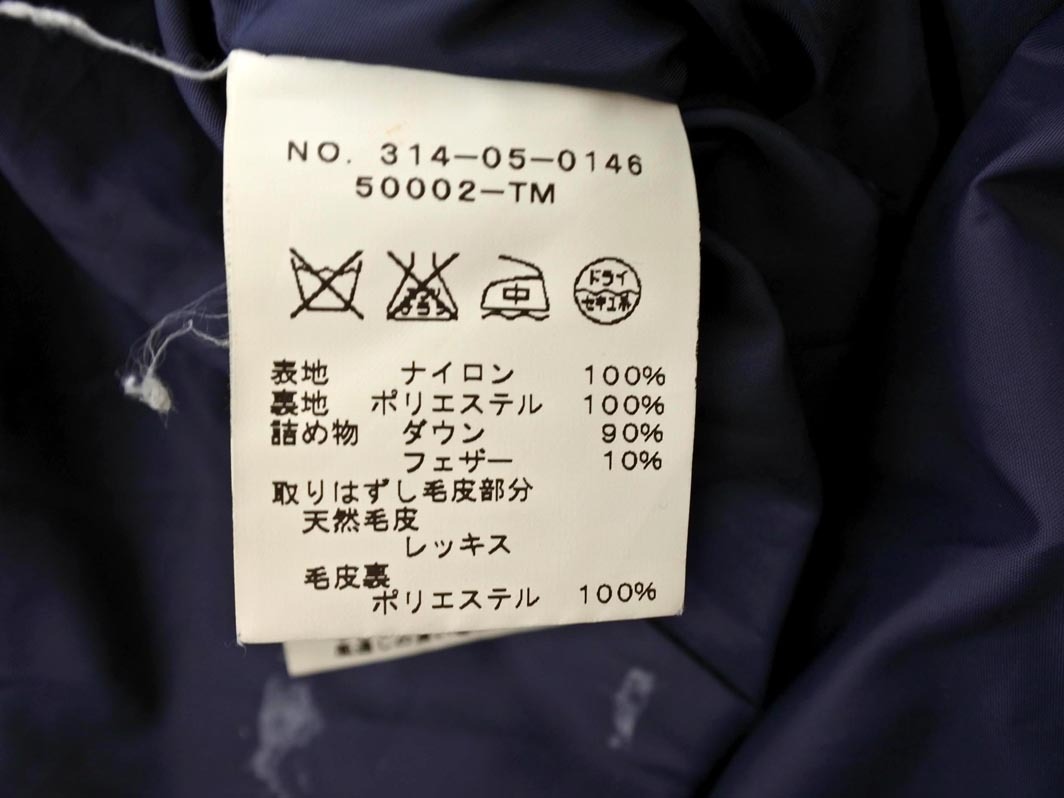 NO. 314-05-0146
50002-TM
中
ドライ
セキユ系
表地 ナイロン 100%
裏地 ポリエステル 100%
詰め物 ダウン 90%
フェザー 10%
取りはずし毛皮部分
天然毛皮
レッキス
毛皮裏
ポリエステル 100%